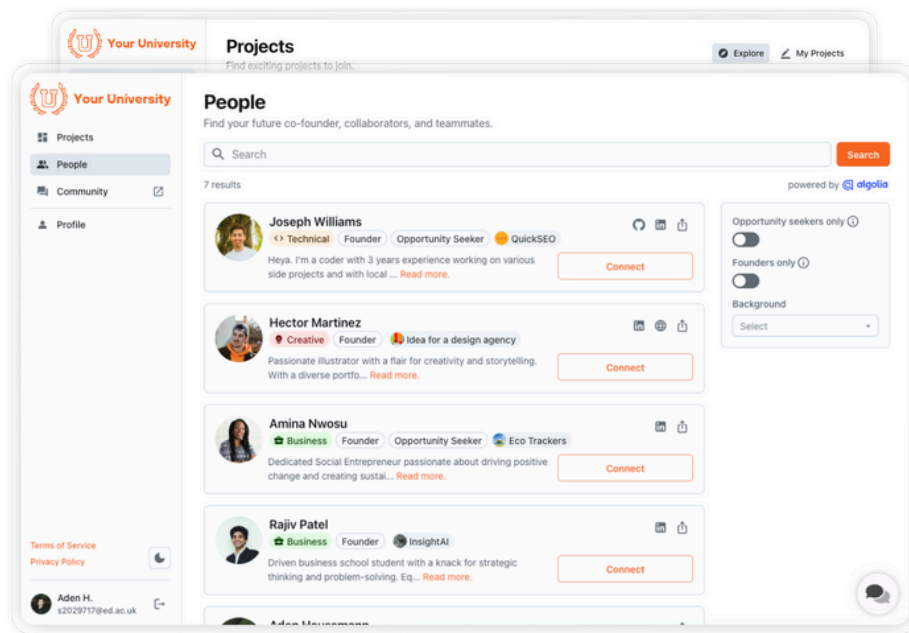 Your University
Projects
Find exciting projects to join.
Explore
My Projects
Your University
Projects
People
Community
Profile
Terms of Service
Privacy Policy
Aden H.
s2029717@ed.ac.uk
People
Find your future co-founder, collaborators, and teammates.
Search
Search
7 results
powered by algolia
Joseph Williams
Technical Founder Opportunity Seeker QuickSEO
Heya. I'm a coder with 3 years experience working on various
side projects and with local ... Read more.
Connect
Hector Martinez
Creative Founder Idea for a design agency
Passionate illustrator with a flair for creativity and storytelling.
With a diverse portfo... Read more.
Connect
Amina Nwosu
Business Founder Opportunity Seeker Eco Trackers
Dedicated Social Entrepreneur passionate about driving positive
change and creating sustai... Read more.
Connect
Rajiv Patel
Business Founder InsightAI
Driven business school student with a knack for strategic
thinking and problem-solving. Eq... Read more.
Connect
Opportunity seekers only
Founders only
Background
Select